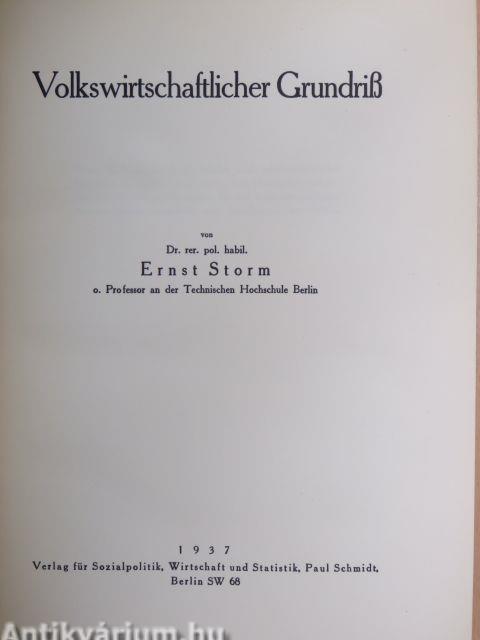 Volkswirtschaftlicher Grundriß
von
Dr. rer. pol. habil.
Ernst Storm
o. Professor an der Technischen Hochschule Berlin
1937
Verlag für Sozialpolitik, Wirtschaft und Statistik, Paul Schmidt,
Berlin SW 68
Antikvárium.hu